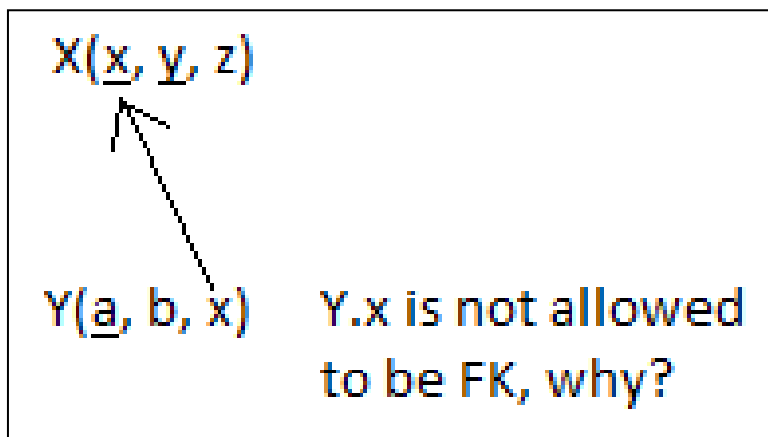 X(x, y, z)
Y(a, b, x) Y.x is not allowed
to be FK, why?